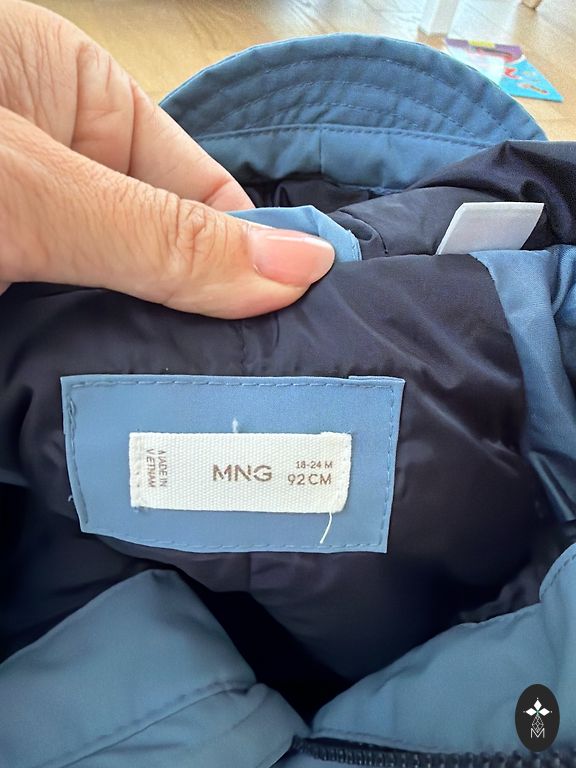 MADE IN
VIETNAM
MNG
18-24 M
92 CM